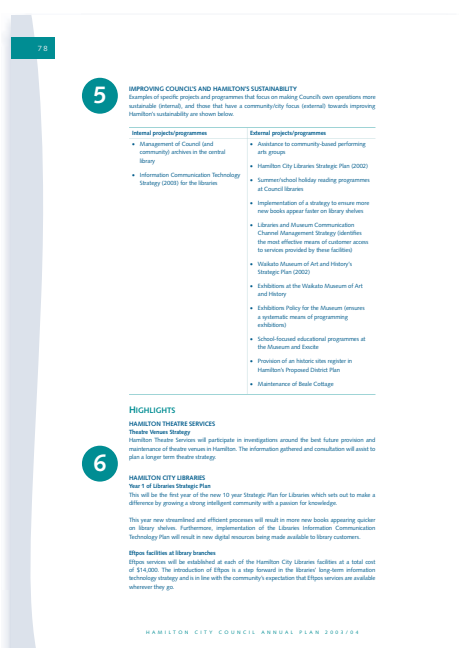 78
5
IMPROVING COUNCIL'S AND HAMILTON'S SUSTAINABILITY
Examples of specific projects and programmes that focus on making Council's own operations more
sustainable (internal), and those that have a community/city focus (external) towards improving
Hamilton's sustainability are shown below.
Internal projects/programmes
• Management of Council (and
community) archives in the central
library
• Information Communication Technology
Strategy (2003) for the libraries
External projects/programmes
• Assistance to community-based performing
arts groups
• Hamilton City Libraries Strategic Plan (2002)
• Summer/school holiday reading programmes
at Council libraries
• Implementation of a strategy to ensure more
new books appear faster on library shelves
• Libraries and Museum Communication
Channel Management Strategy (identifies
the most effective means of customer access
to services provided by these facilities)
• Waikato Museum of Art and History's
Strategic Plan (2002)
• Exhibitions at the Waikato Museum of Art
and History
• Exhibitions Policy for the Museum (ensures
a systematic means of programming
exhibitions)
• School-focused educational programmes at
the Museum and Exscite
• Provision of an historic sites register in
Hamilton's Proposed District Plan
• Maintenance of Beale Cottage
HIGHLIGHTS
HAMILTON THEATRE SERVICES
Theatre Venues Strategy
Hamilton Theatre Services will participate in investigations around the best future provision and
maintenance of theatre venues in Hamilton. The information gathered and consultation will assist to
plan a longer term theatre strategy.
6
HAMILTON CITY LIBRARIES
Year 1 of Libraries Strategic Plan
This will be the first year of the new 10 year Strategic Plan for Libraries which sets out to make a
difference by growing a strong intelligent community with a passion for knowledge.
This year new streamlined and efficient processes will result in more new books appearing quicker
on library shelves. Furthermore, implementation of the Libraries Information Communication
Technology Plan will result in new digital resources being made available to library customers.
Eftpos facilities at library branches
Eftpos services will be established at each of the Hamilton City Libraries facilities at a total cost
of $14,000. The introduction of Eftpos is a step forward in the libraries' long-term information
technology strategy and is in line with the community's expectation that Eftpos services are available
wherever they go.
HAMILTON CITY COUNCIL ANNUAL PLAN 2003/04